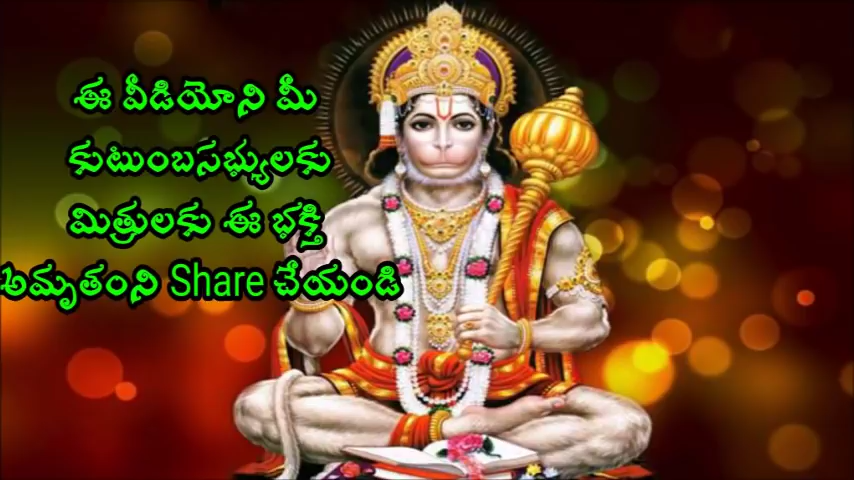 ఈ వీడియోని మీ
కుటుంబసభ్యులకు
మిత్రులకు ఈ భక్తి
అమృతంని Share చేయండి